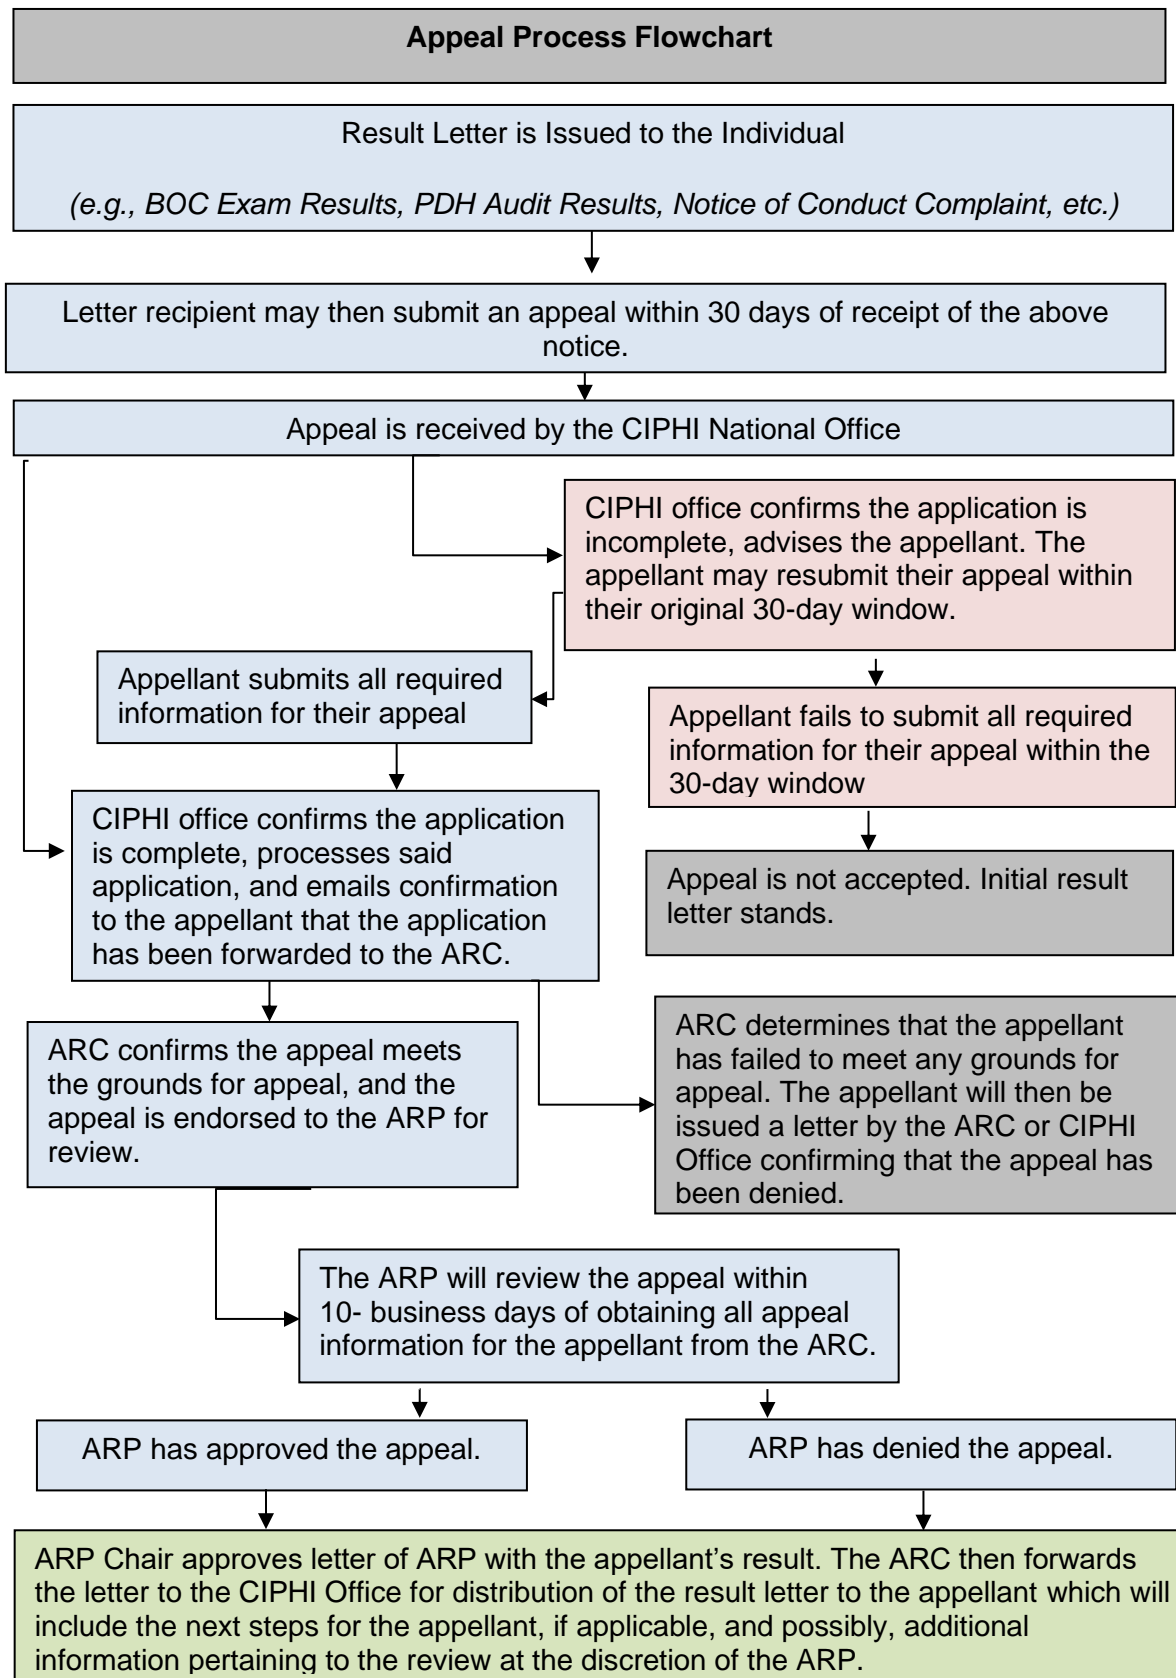 Appeal Process Flowchart
Result Letter is Issued to the Individual
(e.g., BOC Exam Results, PDH Audit Results, Notice of Conduct Complaint, etc.)
Letter recipient may then submit an appeal within 30 days of receipt of the above
notice.
Appeal is received by the CIPHI National Office
CIPHI office confirms the application is
incomplete, advises the appellant. The
appellant may resubmit their appeal within
their original 30-day window.
Appellant submits all required
information for their appeal
Appellant fails to submit all required
information for their appeal within the
30-day window
CIPHI office confirms the application
is complete, processes said
application, and emails confirmation
to the appellant that the application
has been forwarded to the ARC.
Appeal is not accepted. Initial result
letter stands.
ARC confirms the appeal meets
the grounds for appeal, and the
appeal is endorsed to the ARP for
review.
ARC determines that the appellant
has failed to meet any grounds for
appeal. The appellant will then be
issued a letter by the ARC or CIPHI
Office confirming that the appeal has
been denied.
The ARP will review the appeal within
10- business days of obtaining all appeal
information for the appellant from the ARC.
ARP has approved the appeal.
ARP has denied the appeal.
ARP Chair approves letter of ARP with the appellant’s result. The ARC then forwards
the letter to the CIPHI Office for distribution of the result letter to the appellant which will
include the next steps for the appellant, if applicable, and possibly, additional
information pertaining to the review at the discretion of the ARP.